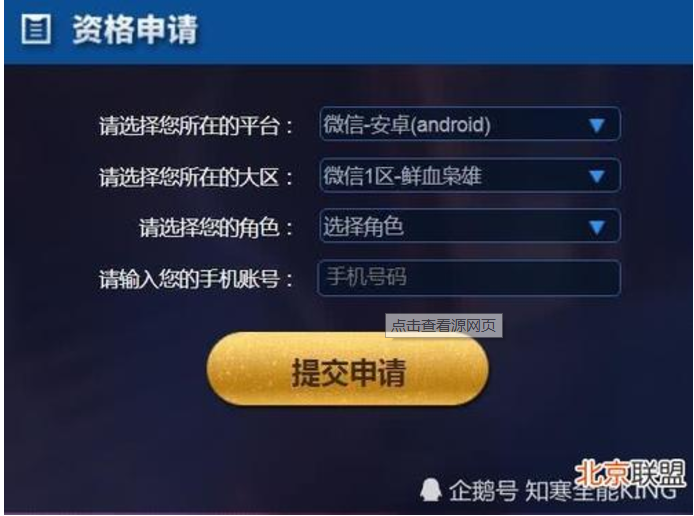 资格申请
请选择您所在的平台：
微信-安卓(android)
请选择您所在的大区：
微信1区-鲜血枭雄
请选择您的角色：
选择角色
请输入您的手机账号：
手机号码
点击查看源网页
提交申请
北京联盟
企鹅号 知寒全能KING